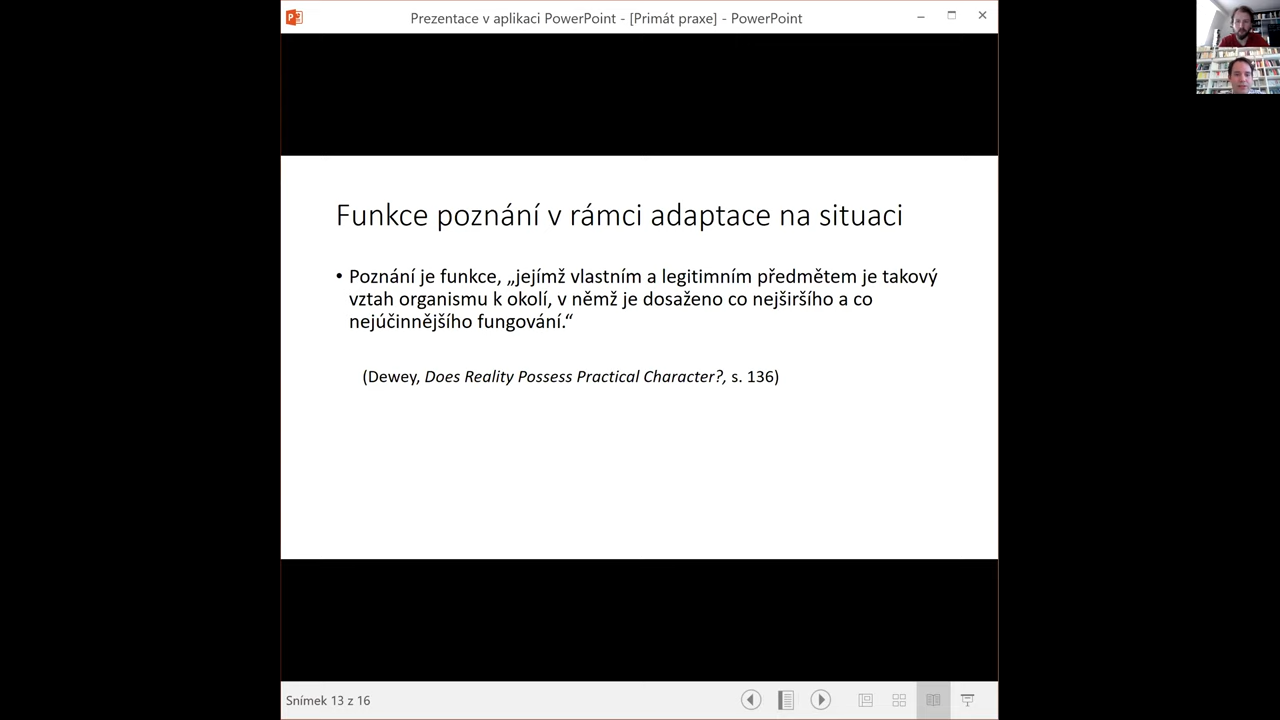 Prezentace v aplikaci PowerPoint - [Primát praxe] - PowerPoint
Funkce poznání v rámci adaptace na situaci
• Poznání je funkce, „jejímž vlastním a legitimním předmětem je takový
vztah organismu k okolí, v němž je dosaženo co nejširšího a co
nejúčinnějšího fungování.“
(Dewey, Does Reality Possess Practical Character?, s. 136)
Snímek 13 z 16